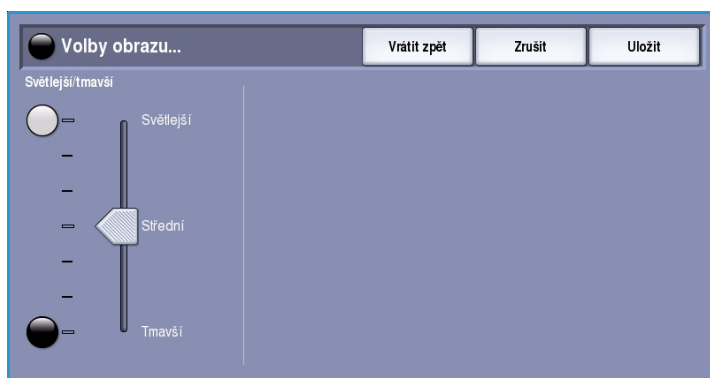 Volby obrazu...
Vrátit zpět
Zrušit
Uložit
Světlejší/tmavší
Světlejší
Střední
Tmavší